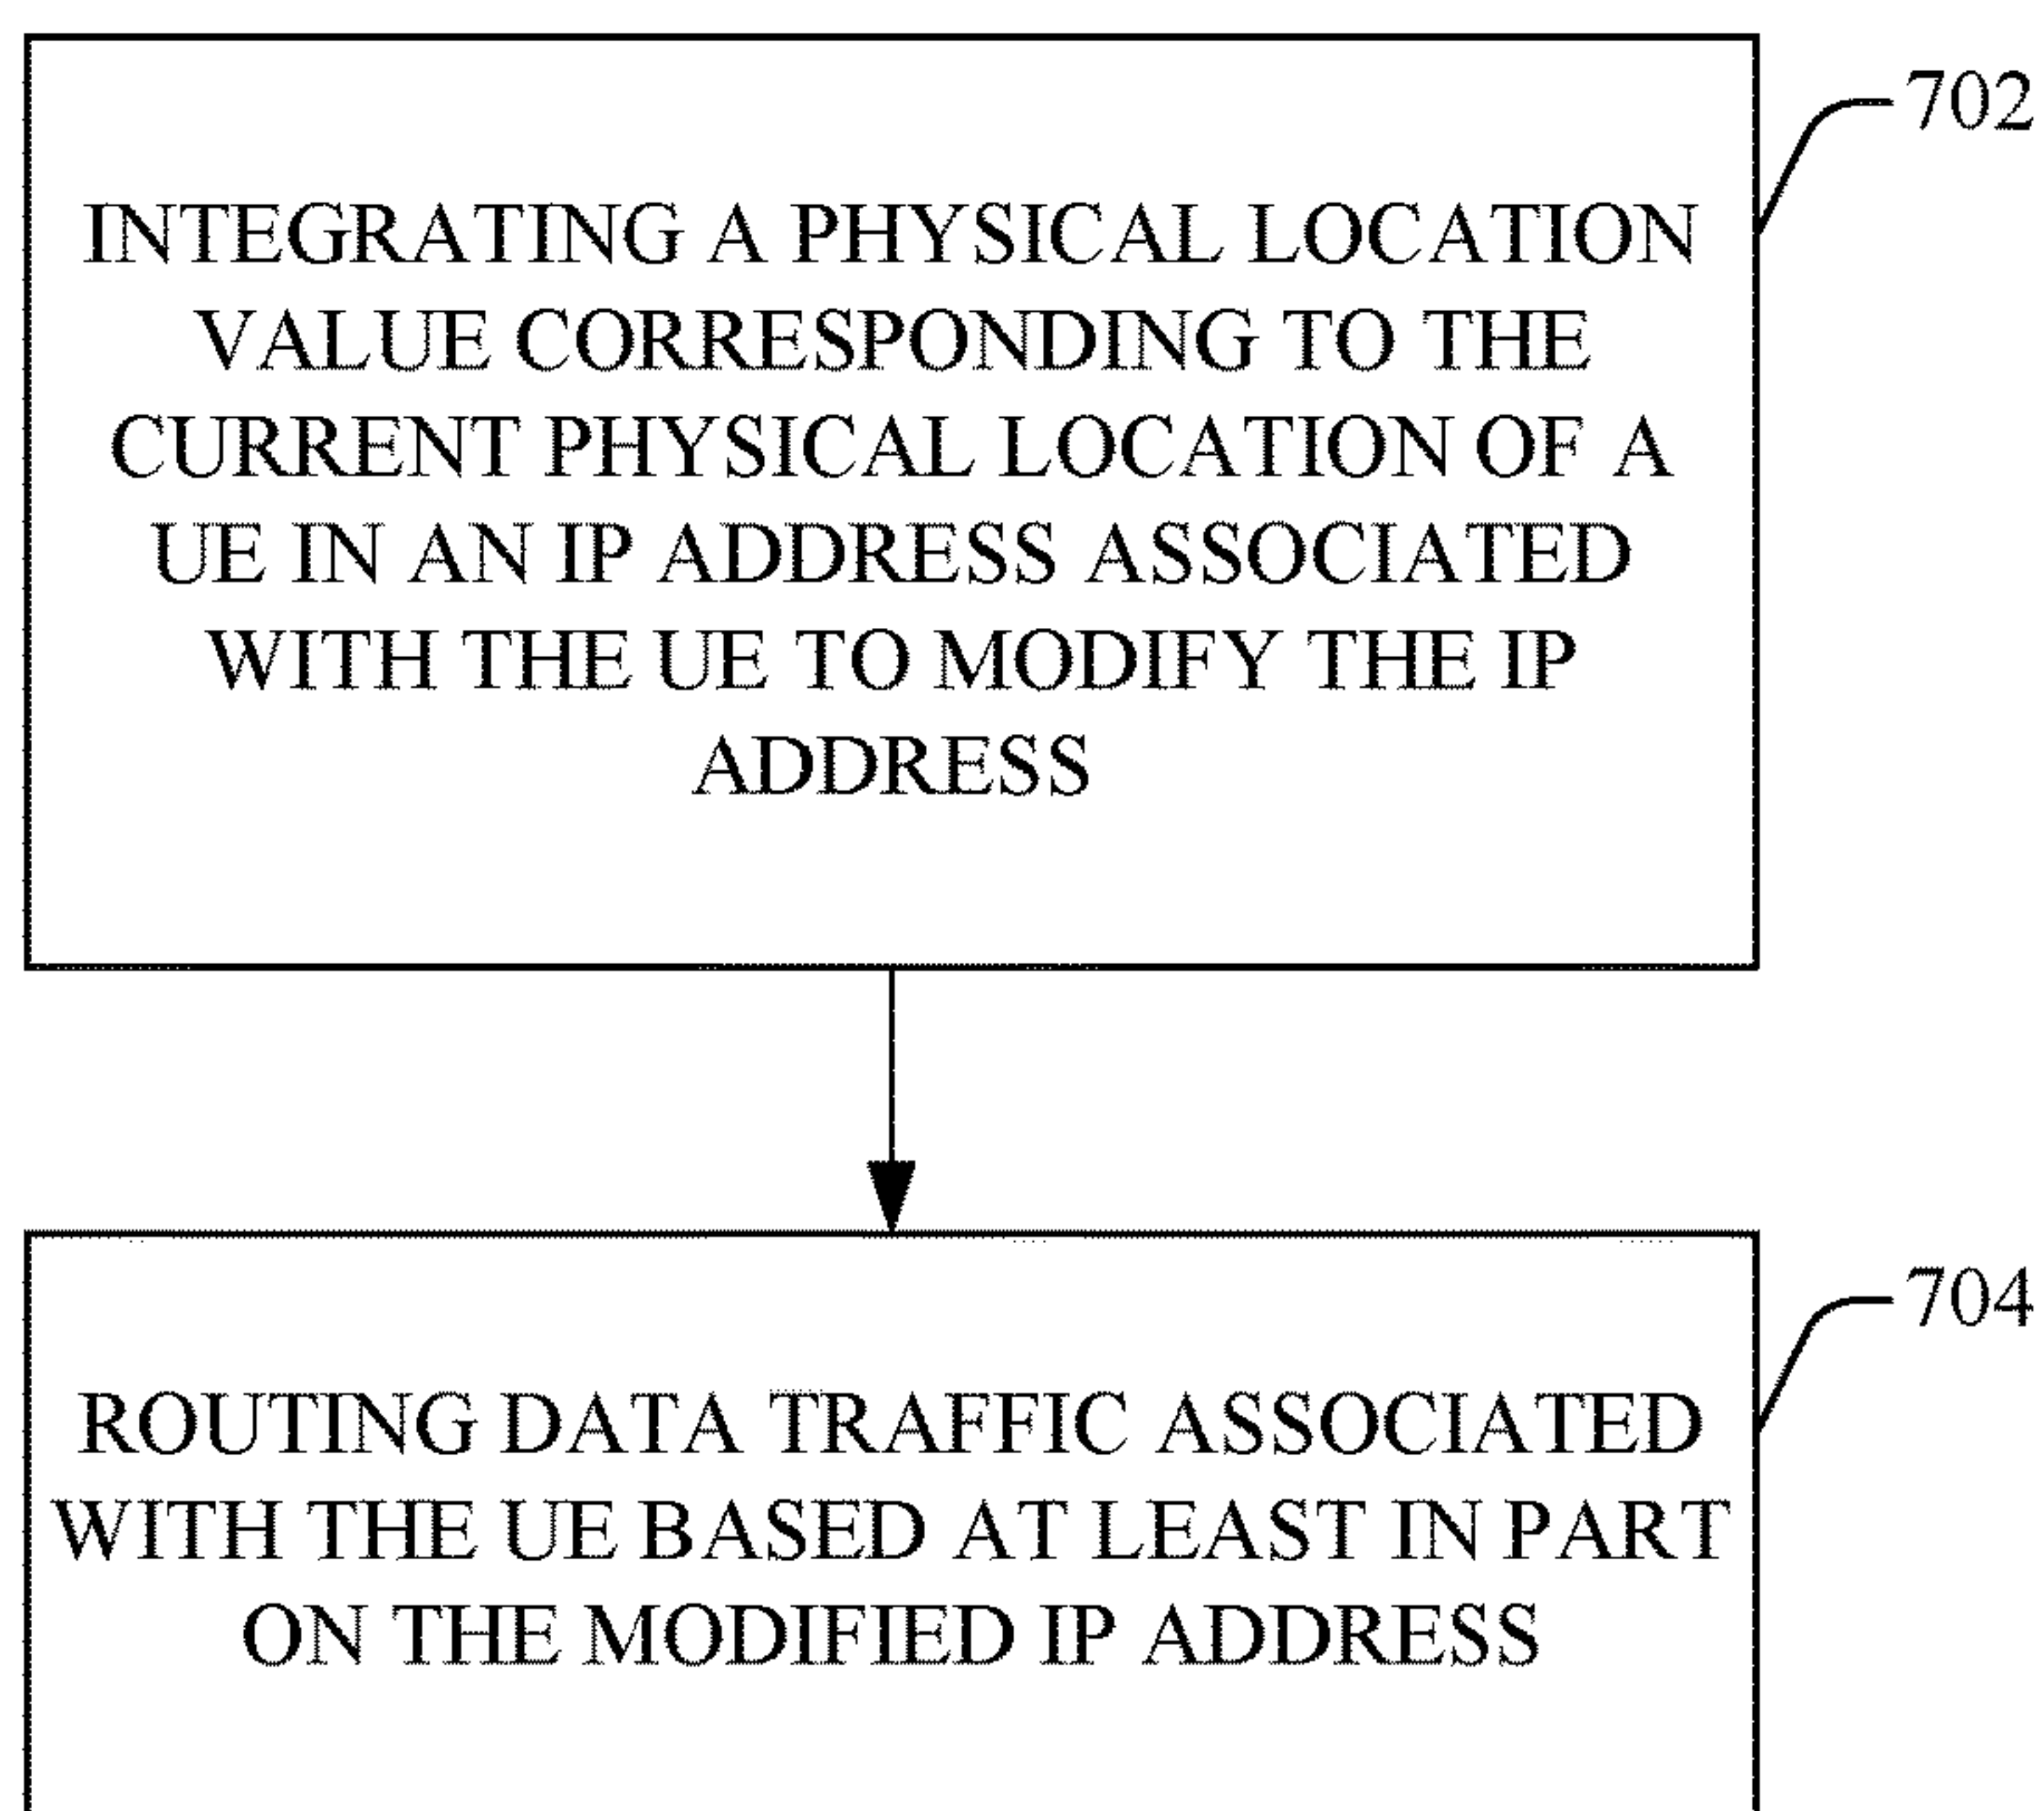 702
INTEGRATING A PHYSICAL LOCATION
VALUE CORRESPONDING TO THE
CURRENT PHYSICAL LOCATION OF A
UE IN AN IP ADDRESS ASSOCIATED
WITH THE UE TO MODIFY THE IP
ADDRESS
704
ROUTING DATA TRAFFIC ASSOCIATED
WITH THE UE BASED AT LEAST IN PART
ON THE MODIFIED IP ADDRESS